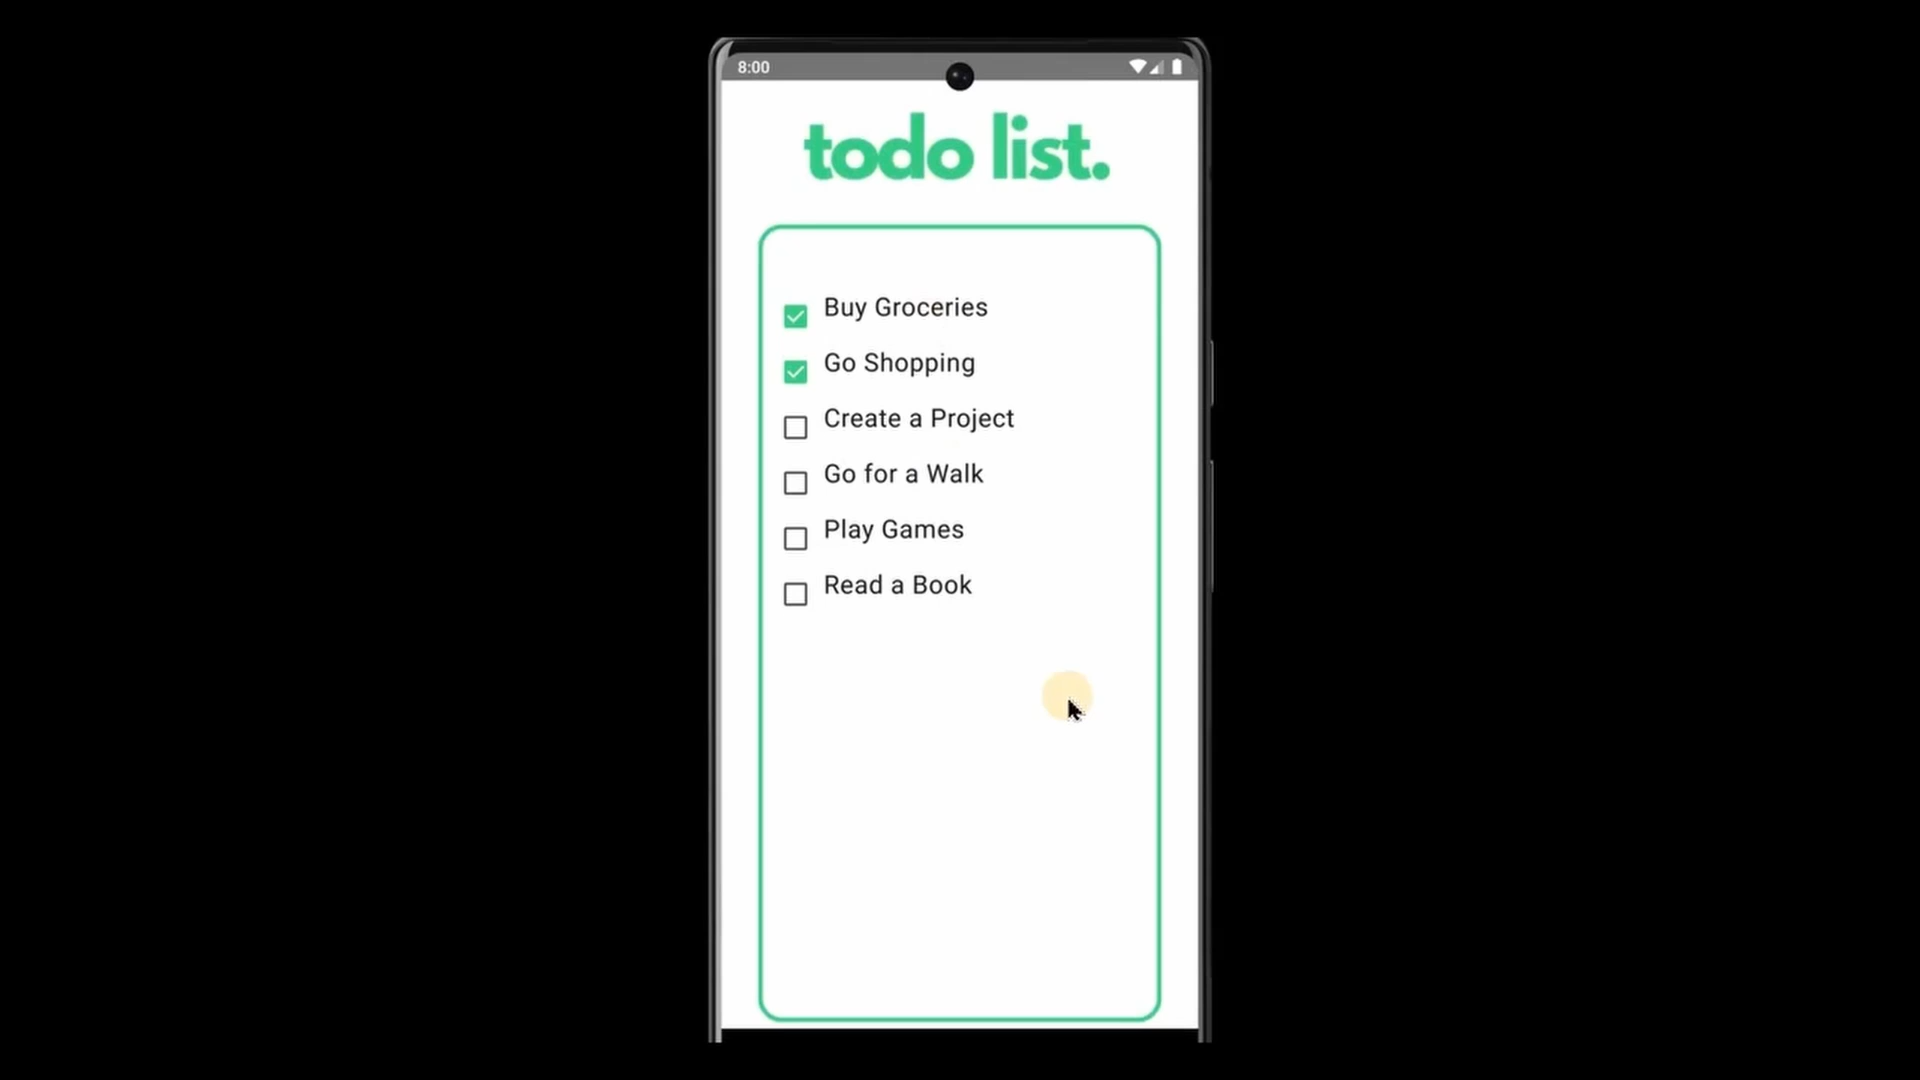 8:00
todo list.
Buy Groceries
Go Shopping
Create a Project
Go for a Walk
Play Games
Read a Book